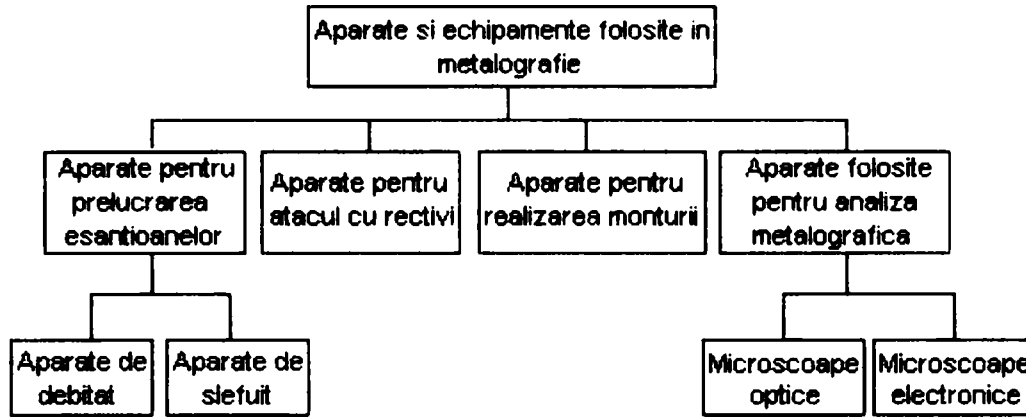 Aparate si echipamente folosite in
metalografie
Aparate pentru
prelucrarea
esantioanelor
Aparate pentru
atacul cu rectivi
Aparate pentru
realizarea monturii
Aparate folosite
pentru analiza
metalografica
Aparate de
debitat
Aparate de
slefuit
Microscoape
optice
Microscoape
electronice